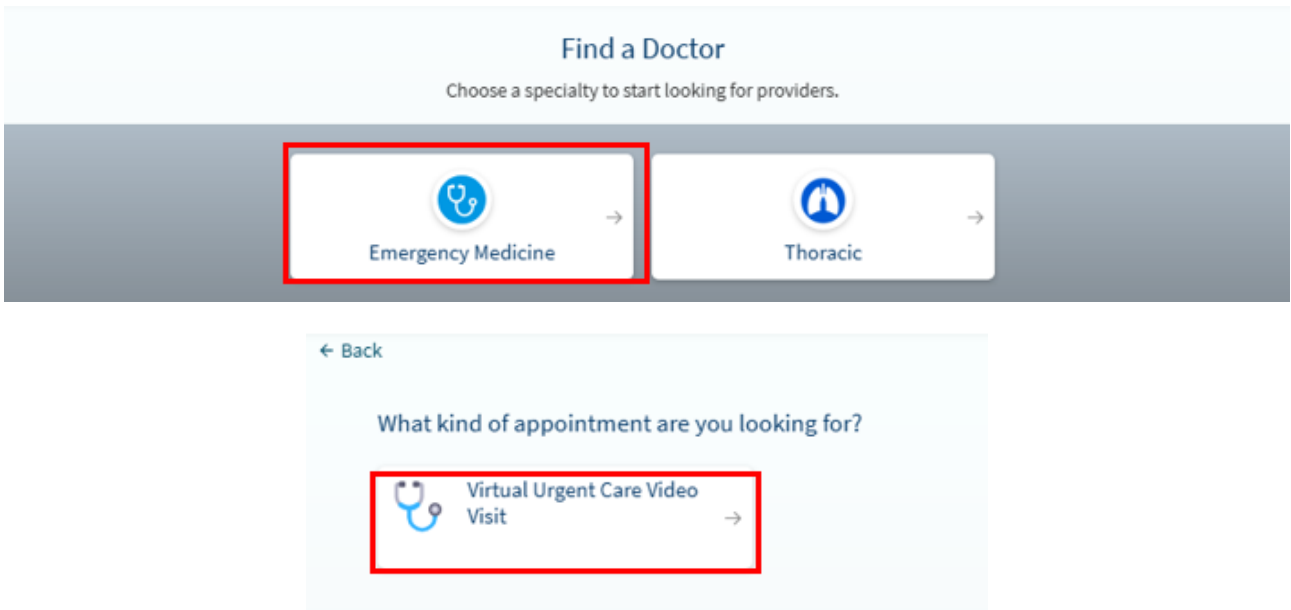 Find a Doctor
Choose a specialty to start looking for providers.
Emergency Medicine
Thoracic
← Back
What kind of appointment are you looking for?
Virtual Urgent Care Video
Visit